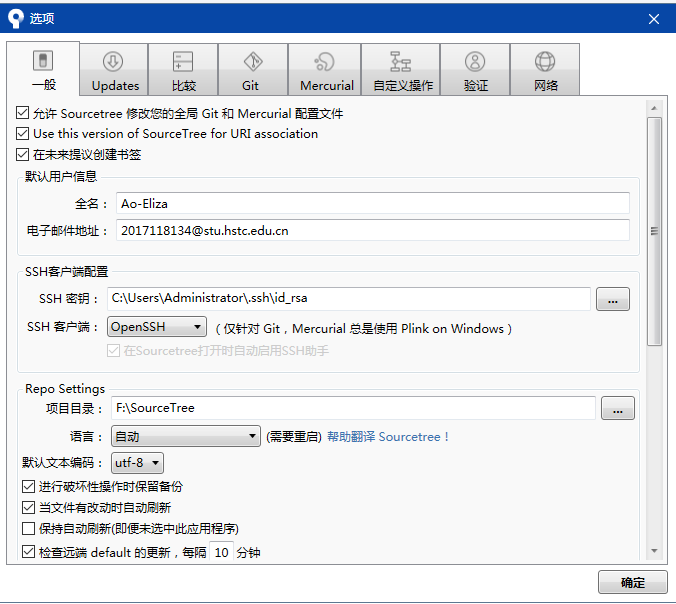 选项
一般 Updates 比较 Git Mercurial 自定义操作 验证 网络
允许 Sourcetree 修改您的全局 Git 和 Mercurial 配置文件
Use this version of SourceTree for URI association
在未来提议创建书签
默认用户信息
全名： Ao-Eliza
电子邮件地址： 2017118134@stu.hstc.edu.cn
SSH客户端配置
SSH 密钥： C:\Users\Administrator\.ssh\id_rsa ...
SSH 客户端： OpenSSH （仅针对 Git，Mercurial 总是使用 Plink on Windows）
在Sourcetree打开时自动启用SSH助手
Repo Settings
项目目录： F:\SourceTree ...
语言： 自动 (需要重启) 帮助翻译 Sourcetree！
默认文本编码： utf-8
进行破坏性操作时保留备份
当文件有改动时自动刷新
保持自动刷新(即便未选中此应用程序)
检查远端 default 的更新，每隔 10 分钟
确定